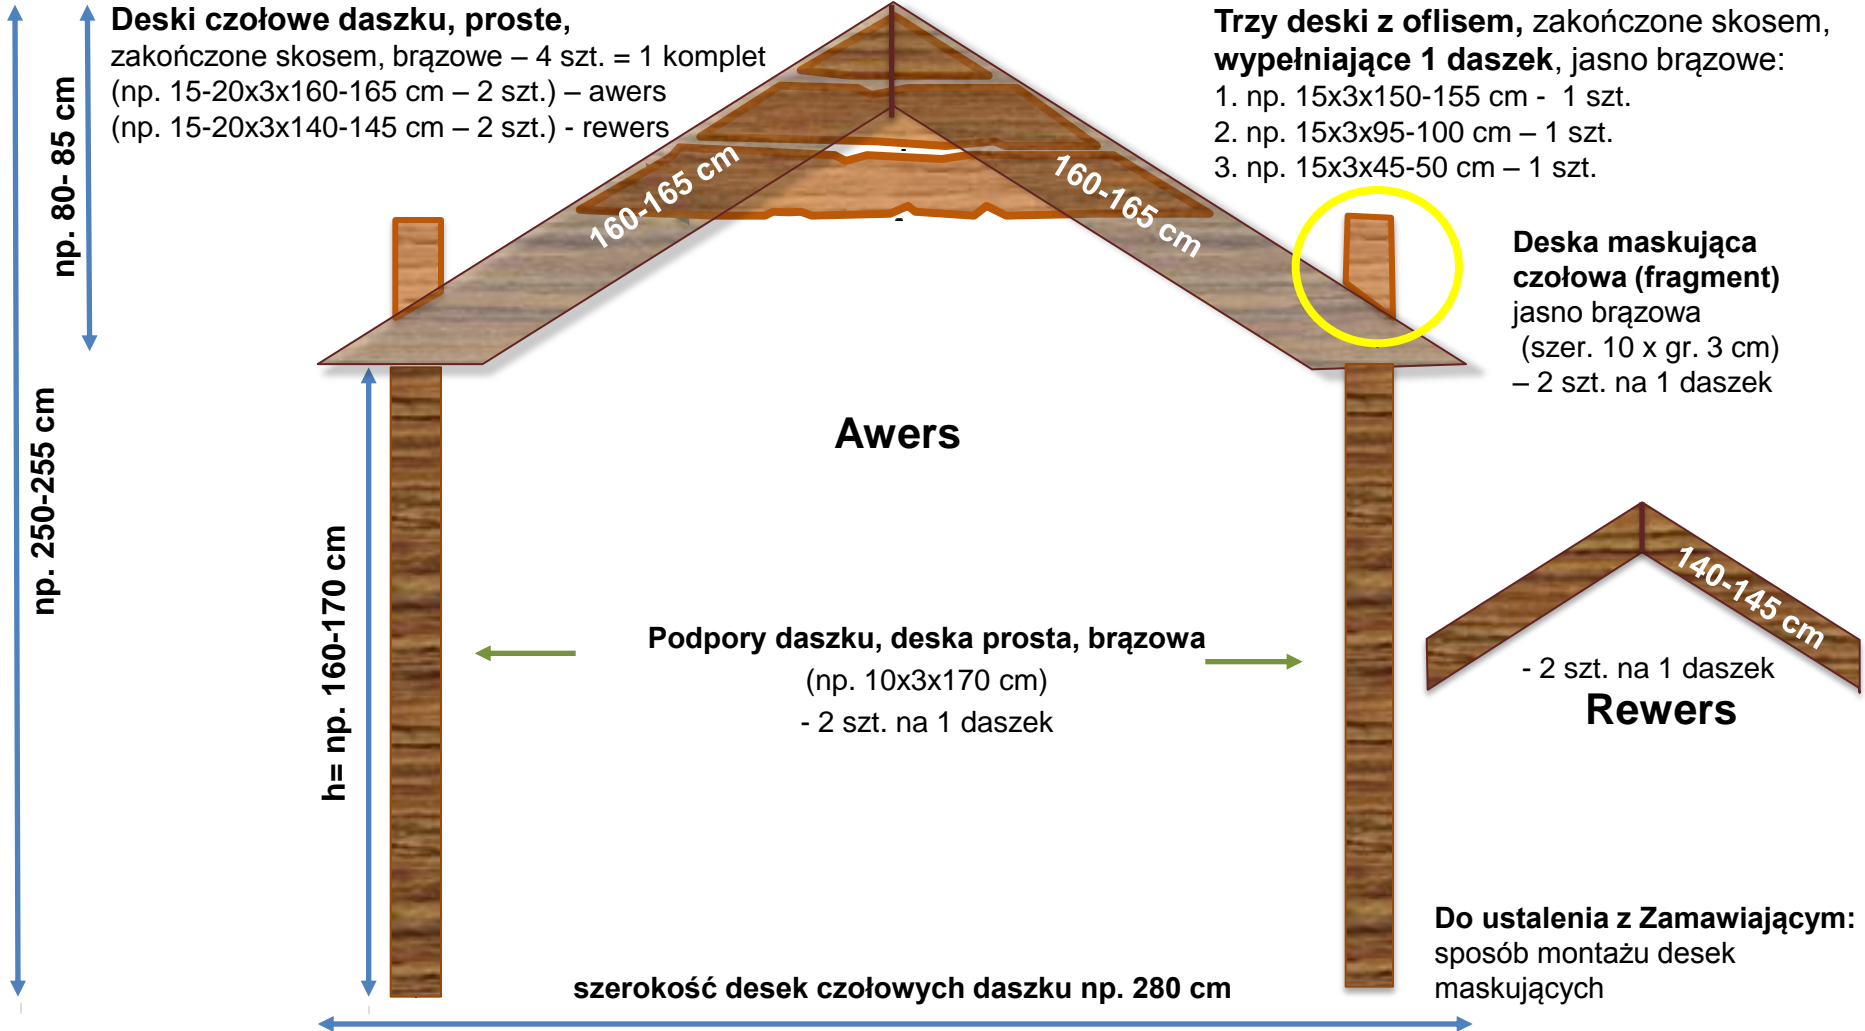 Deski czołowe daszku, proste,
zakończone skosem, brązowe – 4 szt. = 1 komplet
(np. 15-20x3x160-165 cm – 2 szt.) – awers
(np. 15-20x3x140-145 cm – 2 szt.) - rewers
Trzy deski z oflisem, zakończone skosem,
wypełniające 1 daszek, jasno brązowe:
1. np. 15x3x150-155 cm - 1 szt.
2. np. 15x3x95-100 cm – 1 szt.
3. np. 15x3x45-50 cm – 1 szt.
np. 80- 85 cm
160-165 cm
160-165 cm
Deska maskująca
czołowa (fragment)
jasno brązowa
(szer. 10 x gr. 3 cm)
– 2 szt. na 1 daszek
np. 250-255 cm
Awers
h= np. 160-170 cm
Podpory daszku, deska prosta, brązowa
(np. 10x3x170 cm)
- 2 szt. na 1 daszek
140-145 cm
- 2 szt. na 1 daszek
Rewers
Do ustalenia z Zamawiającym:
sposób montażu desek
maskujących
szerokość desek czołowych daszku np. 280 cm